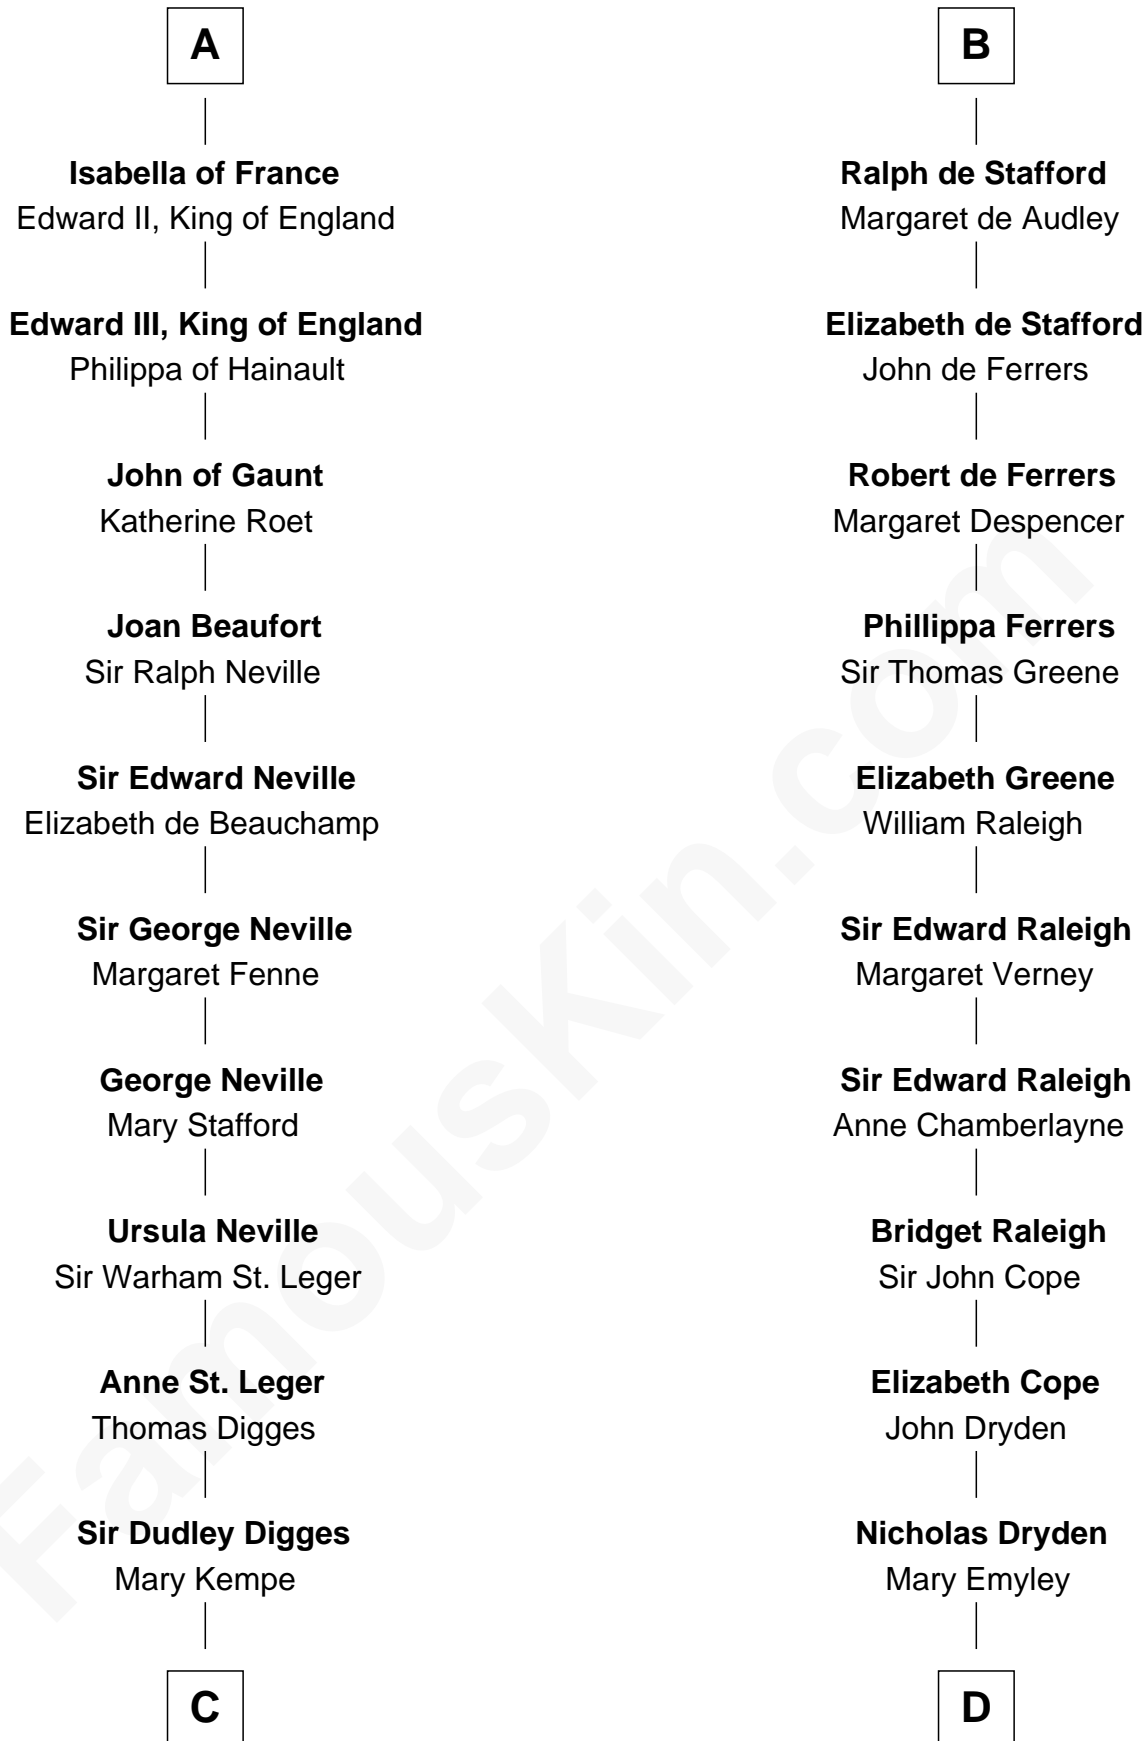 A
Isabella of France
Edward II, King of England
Edward III, King of England
Philippa of Hainault
John of Gaunt
Katherine Roet
Joan Beaufort
Sir Ralph Neville
Sir Edward Neville
Elizabeth de Beauchamp
Sir George Neville
Margaret Fenne
George Neville
Mary Stafford
Ursula Neville
Sir Warham St. Leger
Anne St. Leger
Thomas Digges
Sir Dudley Digges
Mary Kempe
C
B
Ralph de Stafford
Margaret de Audley
Elizabeth de Stafford
John de Ferrers
Robert de Ferrers
Margaret Despencer
Phillippa Ferrers
Sir Thomas Greene
Elizabeth Greene
William Raleigh
Sir Edward Raleigh
Margaret Verney
Sir Edward Raleigh
Anne Chamberlayne
Bridget Raleigh
Sir John Cope
Elizabeth Cope
John Dryden
Nicholas Dryden
Mary Emyley
D
FamousKin.com